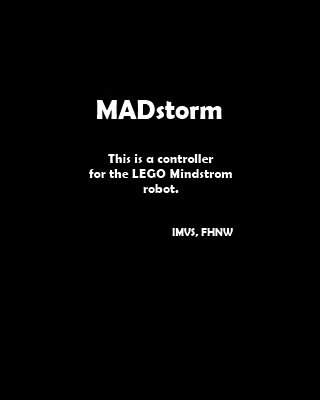 MADstorm
This is a controller
for the LEGO Mindstrom
robot.
IMVS, FHNW